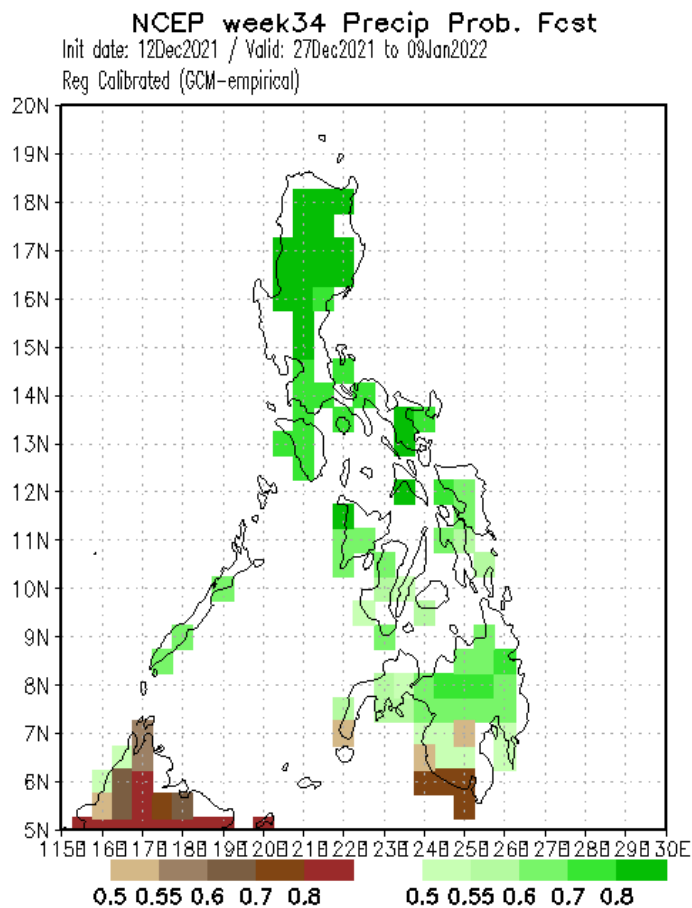 NCEP week34 Precip Prob. Fcst
Init date: 12Dec2021 / Valid: 27Dec2021 to 09Jan2022
Reg Calibrated (GCM-empirical)
20N
19N
18N
17N
16N
15N
14N
13N
12N
11N
10N
9N
8N
7N
6N
5N
115E 116E 117E 118E 119E 120E 121E 122E 123E 124E 125E 126E 127E 128E 129E 130E
0.5 0.55 0.6 0.7 0.8 0.5 0.55 0.6 0.7 0.8